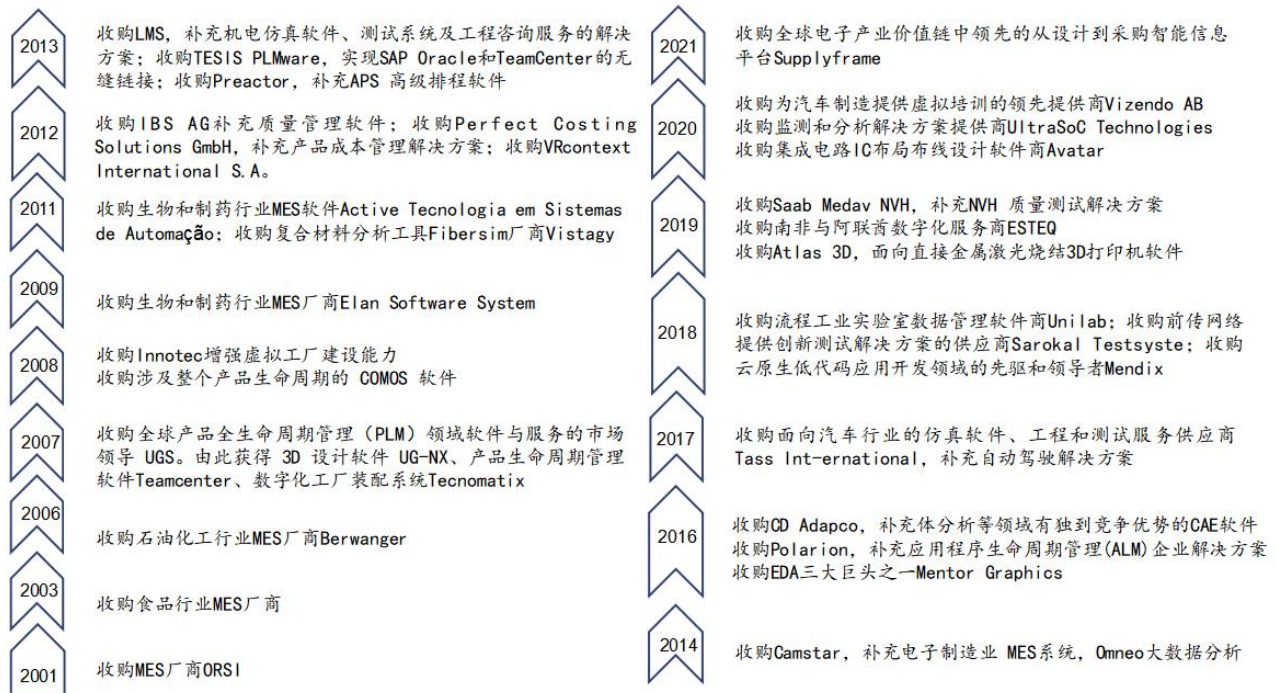 2013
收购LMS，补充机电仿真软件、测试系统及工程咨询服务的解决
方案；收购TESIS PLMware，实现SAP Oracle和TeamCenter的无
缝链接；收购Preactor，补充APS 高级排程软件
2012
收购IBS AG补充质量管理软件；收购Perfect Costing
Solutions GmbH，补充产品成本管理解决方案；收购VRcontext
International S.A。
2011
收购生物和制药行业MES软件Active Tecnologia em Sistemas
de Automação；收购复合材料分析工具Fibersim厂商Vistagy
2009
收购生物和制药行业MES厂商Elan Software System
2008
收购Innotec增强虚拟工厂建设能力
收购涉及整个产品生命周期的 COMOS 软件
2007
收购全球产品全生命周期管理（PLM）领域软件与服务的市场
领导 UGS。由此获得 3D 设计软件 UG-NX、产品生命周期管理
软件Teamcenter、数字化工厂装配系统Tecnomatix
2006
收购石油化工行业MES厂商Berwanger
2003
收购食品行业MES厂商
2001
收购MES厂商ORSI
2021
收购全球电子产业价值链中领先的从设计到采购智能信息
平台Supplyframe
2020
收购为汽车制造提供虚拟培训的领先提供商Vizendo AB
收购监测和分析解决方案提供商UltraSoC Technologies
收购集成电路IC布局布线设计软件商Avatar
2019
收购Saab Medav NVH，补充NVH 质量测试解决方案
收购南非与阿联酋数字化服务商ESTEQ
收购Atlas 3D，面向直接金属激光烧结3D打印机软件
2018
收购流程工业实验室数据管理软件商Unilab；收购前传网络
提供创新测试解决方案的供应商Sarokal Testsyste；收购
云原生低代码应用开发领域的先驱和领导者Mendix
2017
收购面向汽车行业的仿真软件、工程和测试服务供应商
Tass Int-ernational，补充自动驾驶解决方案
2016
收购CD Adapco，补充体分析等领域有独到竞争优势的CAE软件
收购Polarion，补充应用程序生命周期管理(ALM)企业解决方案
收购EDA三大巨头之一Mentor Graphics
2014
收购Camstar，补充电子制造业 MES系统，Omneo大数据分析